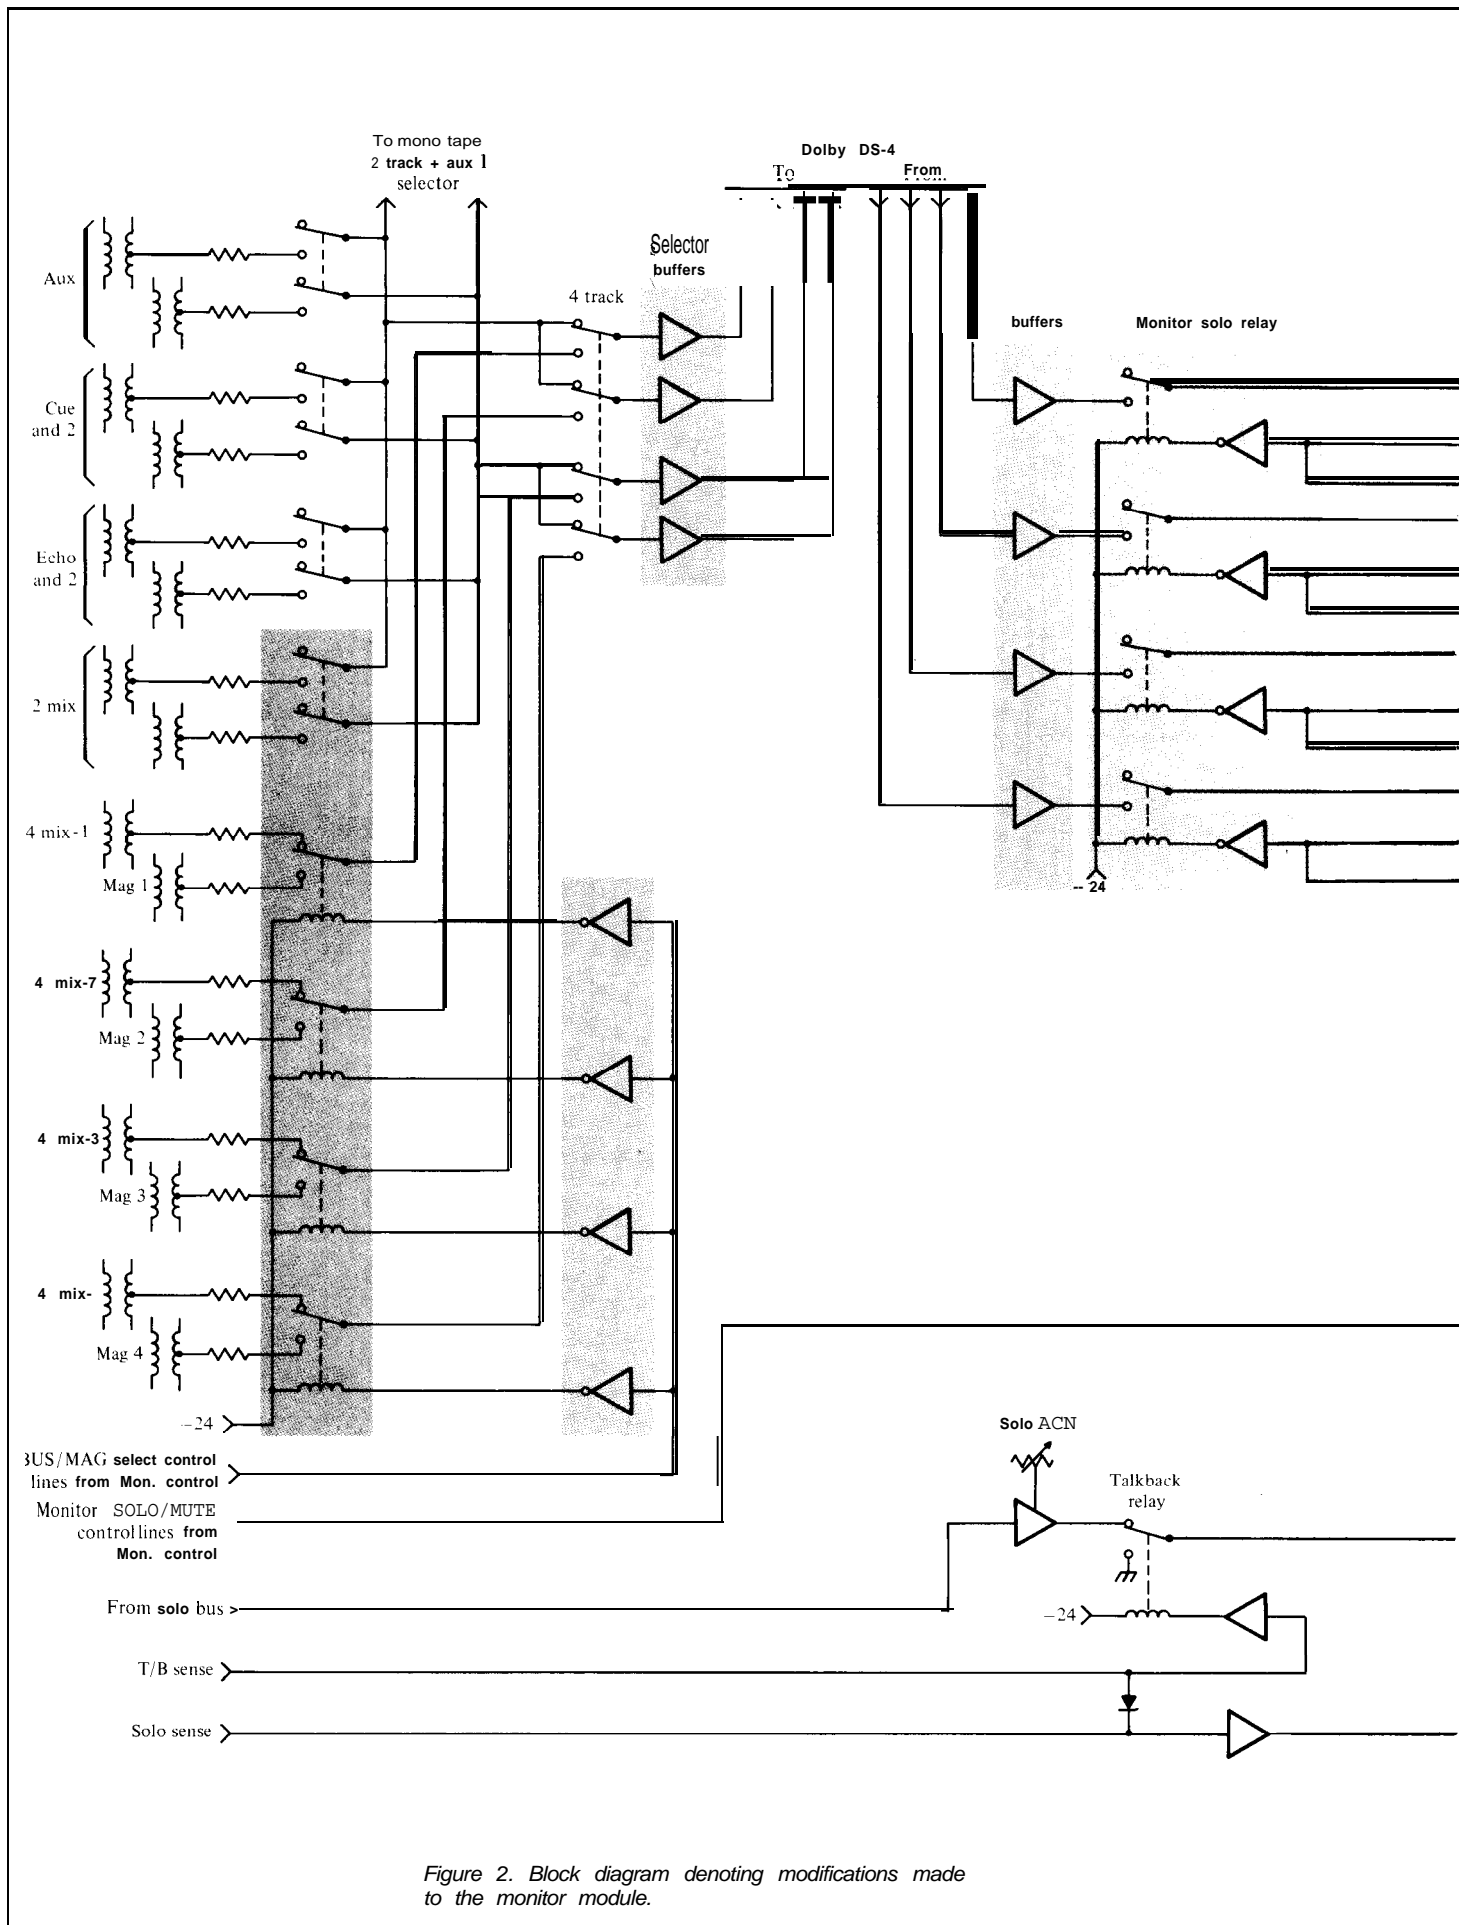 To mono tape
2 track + aux 1
selector
Dolby DS-4
To
From
Aux
Selector
buffers
4 track
buffers
Monitor solo relay
Cue
and 2
Echo
and 2
2 mix
4 mix-1
Mag 1
-- 24
4 mix-7
Mag 2
4 mix-3
Mag 3
4 mix-
Mag 4
-24
BUS/MAG select control
lines from Mon. control
Monitor SOLO/MUTE
control lines from
Mon. control
Solo ACN
Talkback
relay
From solo bus >
-24
T/B sense
Solo sense
Figure 2. Block diagram denoting modifications made
to the monitor module.